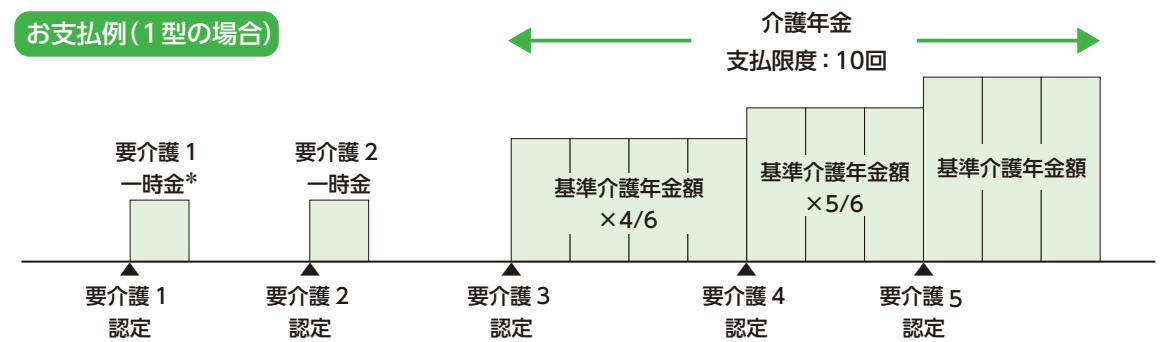 お支払例(1型の場合)
介護年金
支払限度：10回
要介護1
一時金*
要介護2
一時金
基準介護年金額
×4/6
基準介護年金額
×5/6
基準介護年金額
要介護1
認定
要介護2
認定
要介護3
認定
要介護4
認定
要介護5
認定